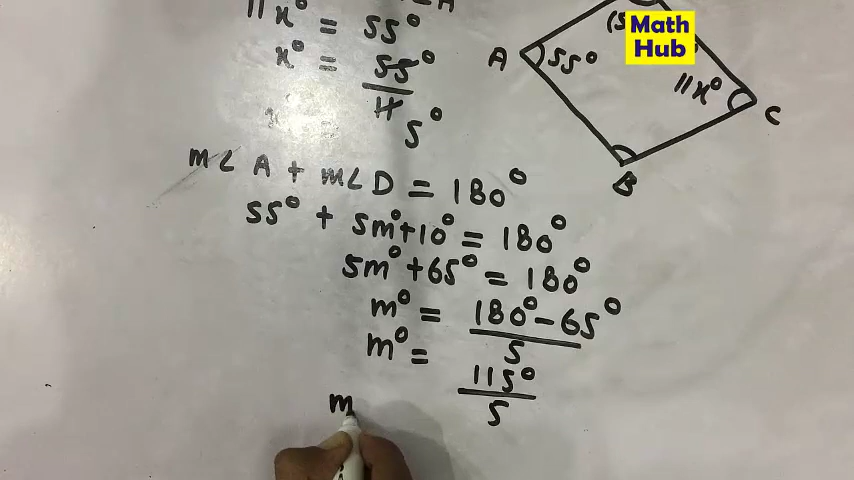 11x° = 55°
x° = 55°
11
5°
m∠A + m∠D = 180°
55° + 5m°+10° = 180°
5m° +65° = 180°
m° = 180°-65°
5
m° = 115°
5
m
Math
Hub
(5
A
55°
11x°
C
B